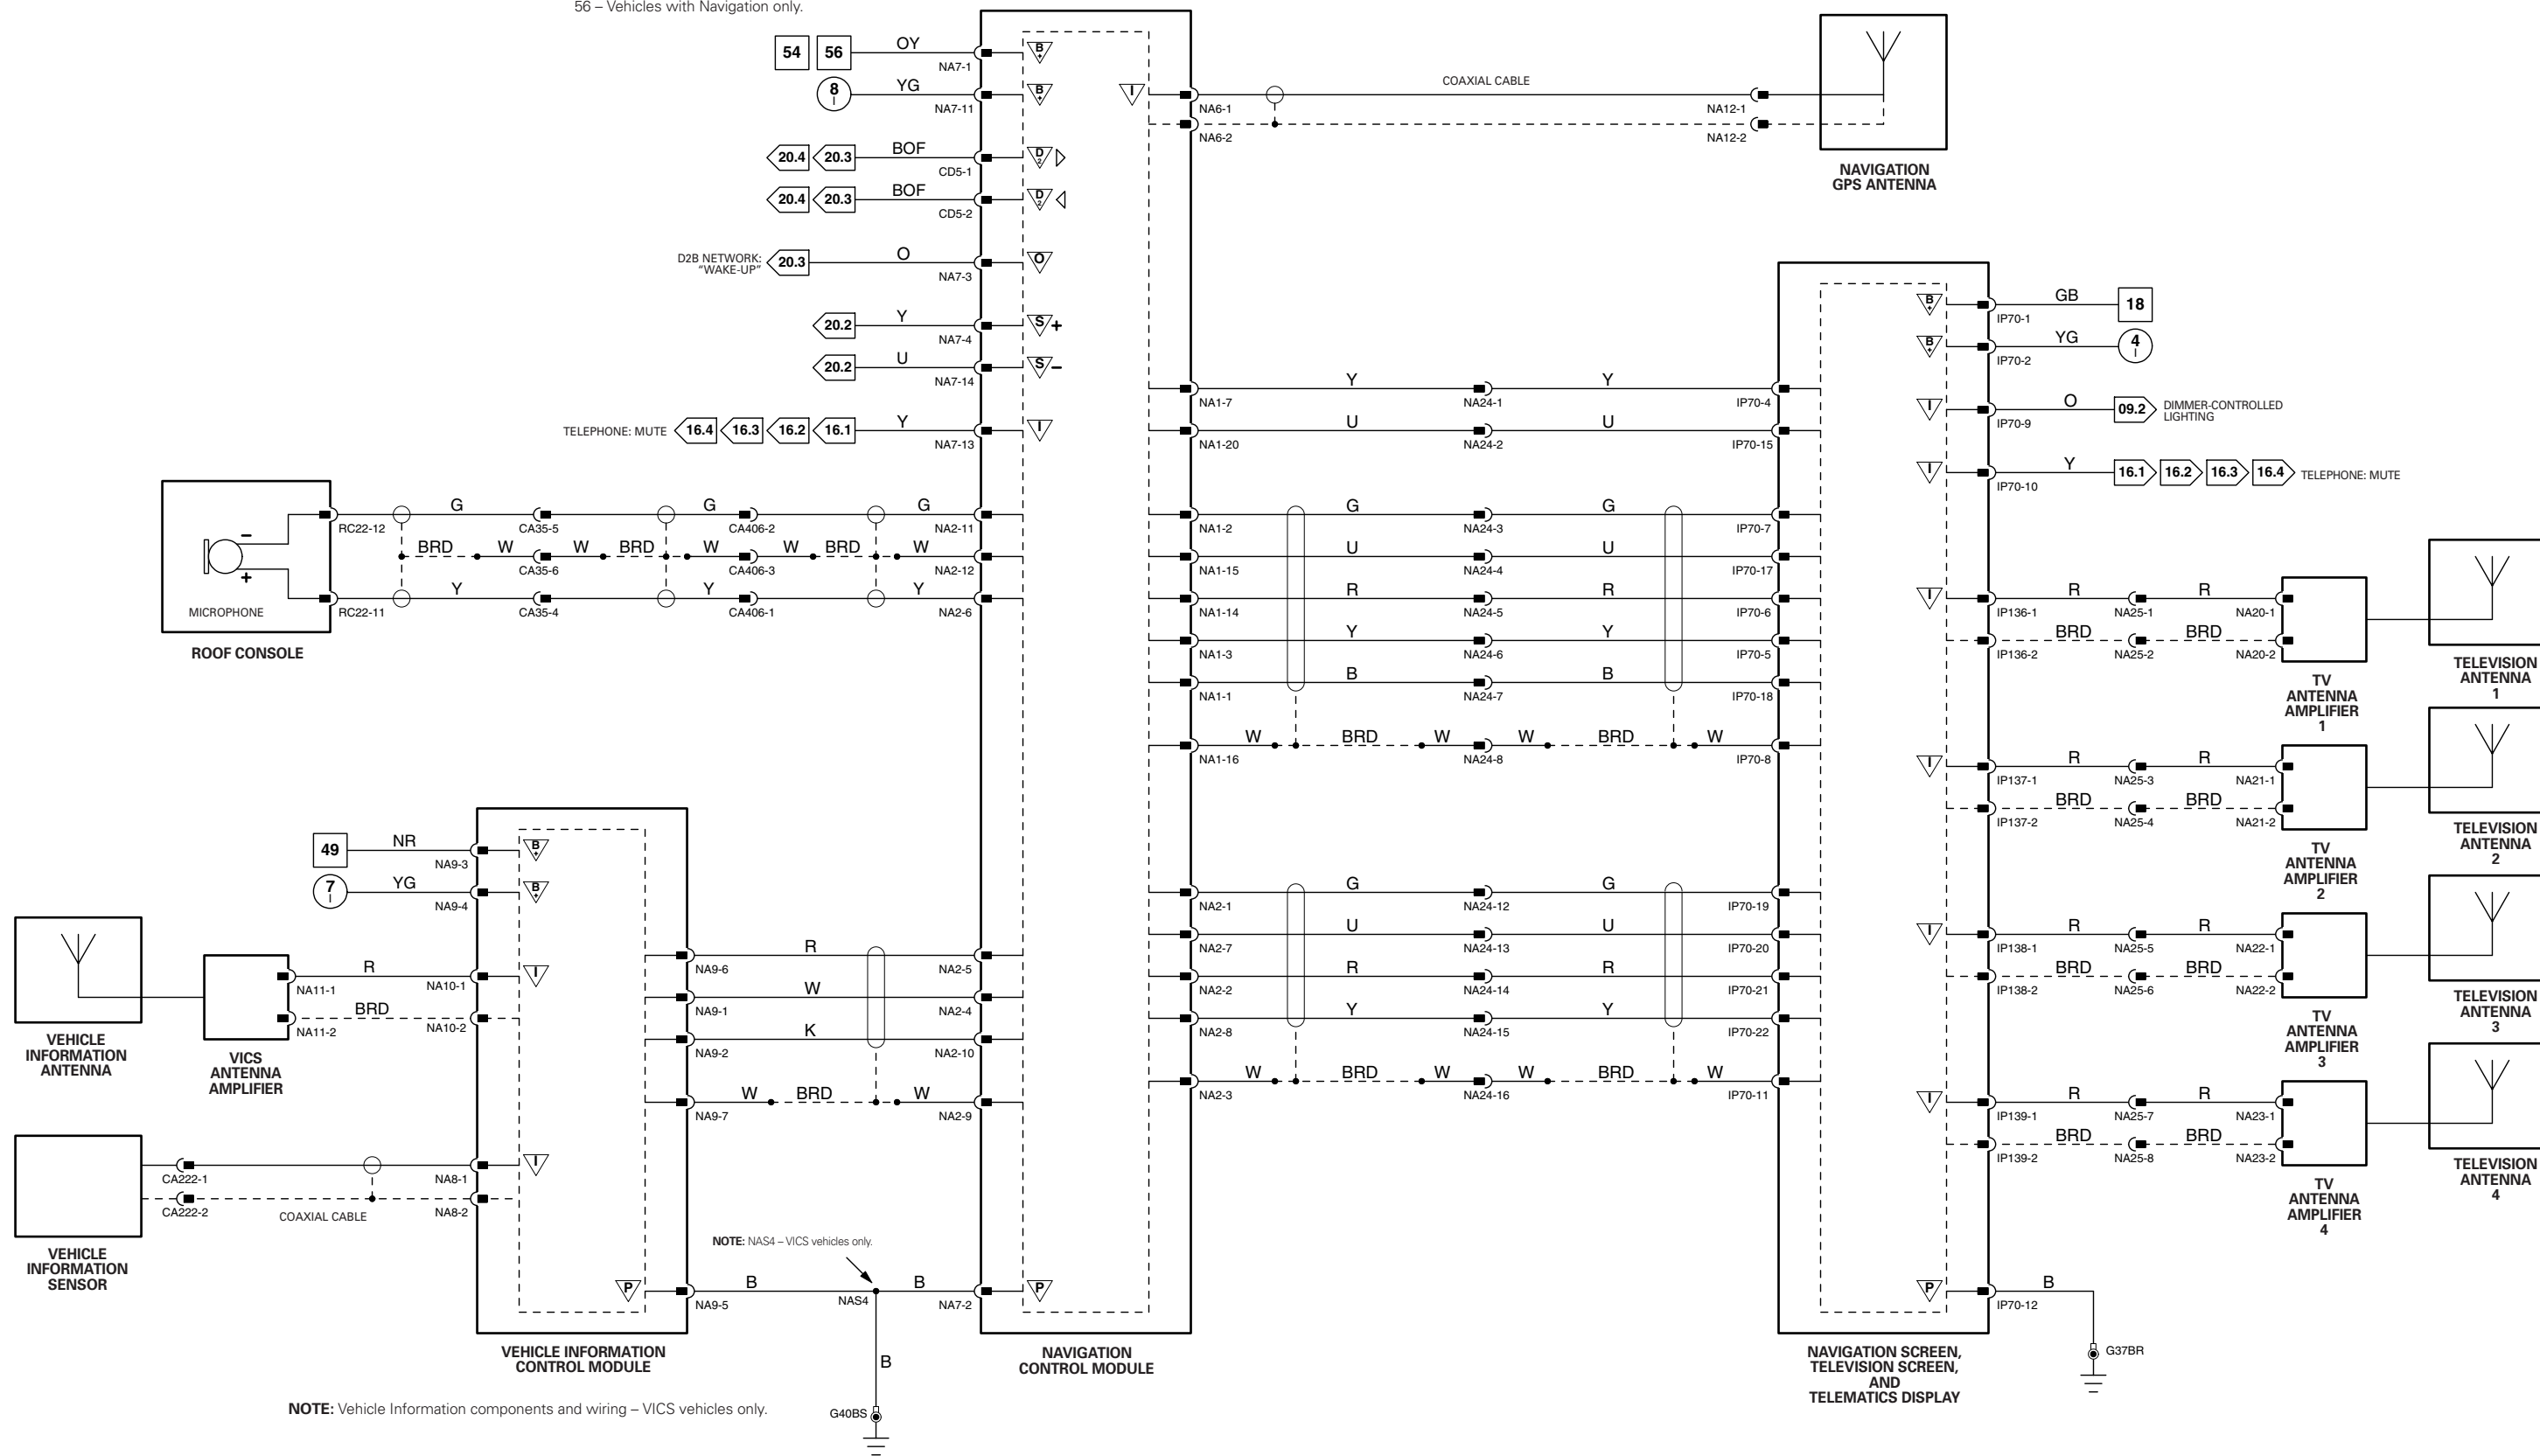 56 – Vehicles with Navigation only.
54 56 OY NA7-1
8 I YG NA7-11
20.4 20.3 BOF CD5-1
20.4 20.3 BOF CD5-2
D2B NETWORK:
"WAKE-UP"
20.3 O NA7-3
20.2 Y NA7-4
20.2 U NA7-14
TELEPHONE: MUTE 16.4 16.3 16.2 16.1 Y NA7-13
B+
B+
D2
D2
O
S +
S –
I
I
NA6-1 COAXIAL CABLE NA12-1
NA6-2 NA12-2
NAVIGATION
GPS ANTENNA
– +
MICROPHONE
ROOF CONSOLE
RC22-12 G CA35-5 G CA406-2 G NA2-11
BRD W CA35-6 W BRD W CA406-3 W BRD W NA2-12
RC22-11 Y CA35-4 Y CA406-1 Y NA2-6
NA1-7 Y NA24-1 Y IP70-4
NA1-20 U NA24-2 U IP70-15
NA1-2 G NA24-3 G IP70-7
NA1-15 U NA24-4 U IP70-17
NA1-14 R NA24-5 R IP70-6
NA1-3 Y NA24-6 Y IP70-5
NA1-1 B NA24-7 B IP70-18
NA1-16 W BRD W NA24-8 W BRD W IP70-8
NA2-1 G NA24-12 G IP70-19
NA2-7 U NA24-13 U IP70-20
NA2-2 R NA24-14 R IP70-21
NA2-8 Y NA24-15 Y IP70-22
NA2-3 W BRD W NA24-16 W BRD W IP70-11
B+ IP70-1 GB 18
B+ IP70-2 YG 4 I
I IP70-9 O 09.2 DIMMER-CONTROLLED
LIGHTING
I IP70-10 Y 16.1 16.2 16.3 16.4 TELEPHONE: MUTE
I IP136-1 R NA25-1 R NA20-1
IP136-2 BRD NA25-2 BRD NA20-2
TV
ANTENNA
AMPLIFIER
1
TELEVISION
ANTENNA
1
I IP137-1 R NA25-3 R NA21-1
IP137-2 BRD NA25-4 BRD NA21-2
TV
ANTENNA
AMPLIFIER
2
TELEVISION
ANTENNA
2
I IP138-1 R NA25-5 R NA22-1
IP138-2 BRD NA25-6 BRD NA22-2
TV
ANTENNA
AMPLIFIER
3
TELEVISION
ANTENNA
3
I IP139-1 R NA25-7 R NA23-1
IP139-2 BRD NA25-8 BRD NA23-2
TV
ANTENNA
AMPLIFIER
4
TELEVISION
ANTENNA
4
P IP70-12 B
G37BR
49 NR NA9-3 B+
7 I YG NA9-4 B+
NA11-1 R NA10-1 I
NA11-2 BRD NA10-2
VEHICLE
INFORMATION
ANTENNA
VICS
ANTENNA
AMPLIFIER
CA222-1 NA8-1 I
CA222-2 COAXIAL CABLE NA8-2
VEHICLE
INFORMATION
SENSOR
NA9-6 R NA2-5
NA9-1 W NA2-4
NA9-2 K NA2-10
NA9-7 W BRD W NA2-9
NOTE: NAS4 – VICS vehicles only.
P NA9-5 B NAS4 B NA7-2 P
B
G40BS
VEHICLE INFORMATION
CONTROL MODULE
NAVIGATION
CONTROL MODULE
NAVIGATION SCREEN,
TELEVISION SCREEN,
AND
TELEMATICS DISPLAY
NOTE: Vehicle Information components and wiring – VICS vehicles only.